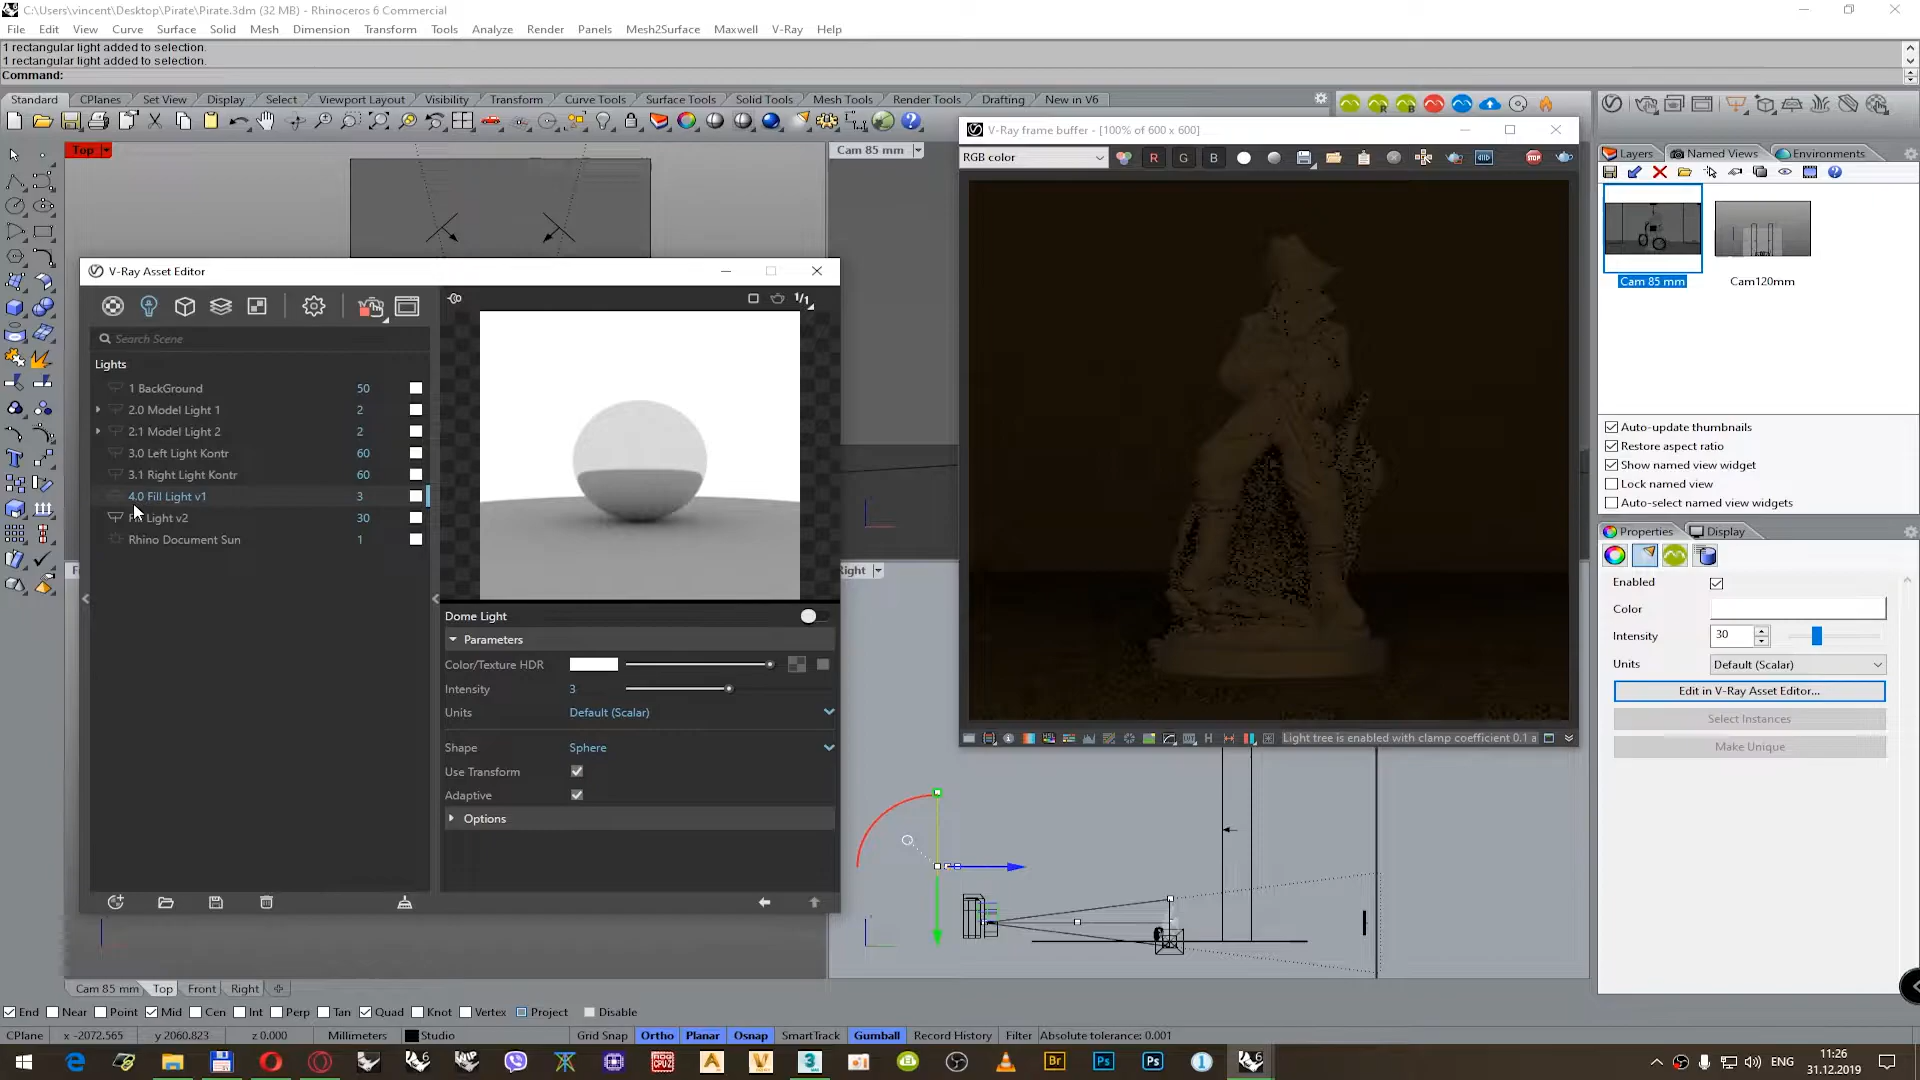 C:\Users\vincent\Desktop\Pirate\Pirate.3dm (32 MB) - Rhinoceros 6 Commercial
File Edit View Curve Surface Solid Mesh Dimension Transform Tools Analyze Render Panels Mesh2Surface Maxwell V-Ray Help
1 rectangular light added to selection.
1 rectangular light added to selection.
Command:
Standard CPlanes Set View Display Select Viewport Layout Visibility Transform Curve Tools Surface Tools Solid Tools Mesh Tools Render Tools Drafting New in V6
Top
Cam 85 mm
V-Ray frame buffer - [100% of 600 x 600]
RGB color
R G B
STOP
Layers Named Views Environments
Cam 85 mm
Cam120mm
Auto-update thumbnails
Restore aspect ratio
Show named view widget
Lock named view
Auto-select named view widgets
Properties Display
Enabled
Color
Intensity 30
Units Default (Scalar)
Edit in V-Ray Asset Editor...
Select Instances
Make Unique
V-Ray Asset Editor
1/1
Search Scene
Lights
1 BackGround 50
2.0 Model Light 1 2
2.1 Model Light 2 2
3.0 Left Light Kontr 60
3.1 Right Light Kontr 60
4.0 Fill Light v1 3
Light v2 30
Rhino Document Sun 1
Dome Light
Parameters
Color/Texture HDR
Intensity 3
Units Default (Scalar)
Shape Sphere
Use Transform
Adaptive
Options
Light tree is enabled with clamp coefficient 0.1 a
Right
Cam 85 mm Top Front Right
End Near Point Mid Cen Int Perp Tan Quad Knot Vertex Project Disable
CPlane x -2072.565 y 2060.823 z 0.000 Millimeters Studio Grid Snap Ortho Planar Osnap SmartTrack Gumball Record History Filter Absolute tolerance: 0.001
ENG
11:26
31.12.2019